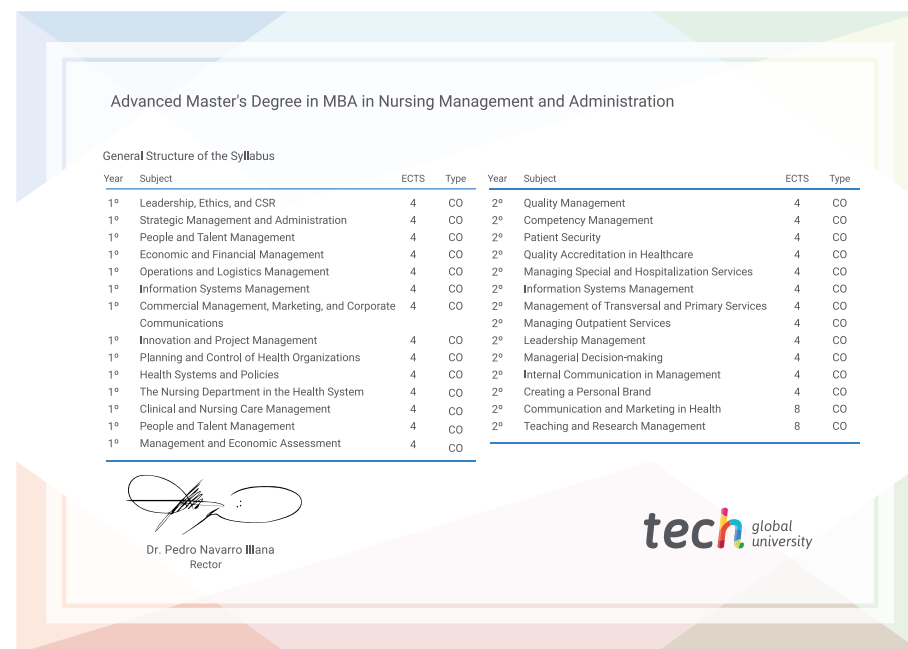 Advanced Master's Degree in MBA in Nursing Management and Administration
General Structure of the Syllabus
Year Subject ECTS Type
1º Leadership, Ethics, and CSR 4 CO
1º Strategic Management and Administration 4 CO
1º People and Talent Management 4 CO
1º Economic and Financial Management 4 CO
1º Operations and Logistics Management 4 CO
1º Information Systems Management 4 CO
1º Commercial Management, Marketing, and Corporate 4 CO
Communications
1º Innovation and Project Management 4 CO
1º Planning and Control of Health Organizations 4 CO
1º Health Systems and Policies 4 CO
1º The Nursing Department in the Health System 4 CO
1º Clinical and Nursing Care Management 4 CO
1º People and Talent Management 4 CO
1º Management and Economic Assessment 4 CO
Year Subject ECTS Type
2º Quality Management 4 CO
2º Competency Management 4 CO
2º Patient Security 4 CO
2º Quality Accreditation in Healthcare 4 CO
2º Managing Special and Hospitalization Services 4 CO
2º Information Systems Management 4 CO
2º Management of Transversal and Primary Services 4 CO
2º Managing Outpatient Services 4 CO
2º Leadership Management 4 CO
2º Managerial Decision-making 4 CO
2º Internal Communication in Management 4 CO
2º Creating a Personal Brand 4 CO
2º Communication and Marketing in Health 8 CO
2º Teaching and Research Management 8 CO
Dr. Pedro Navarro Illana
Rector
tech global
university